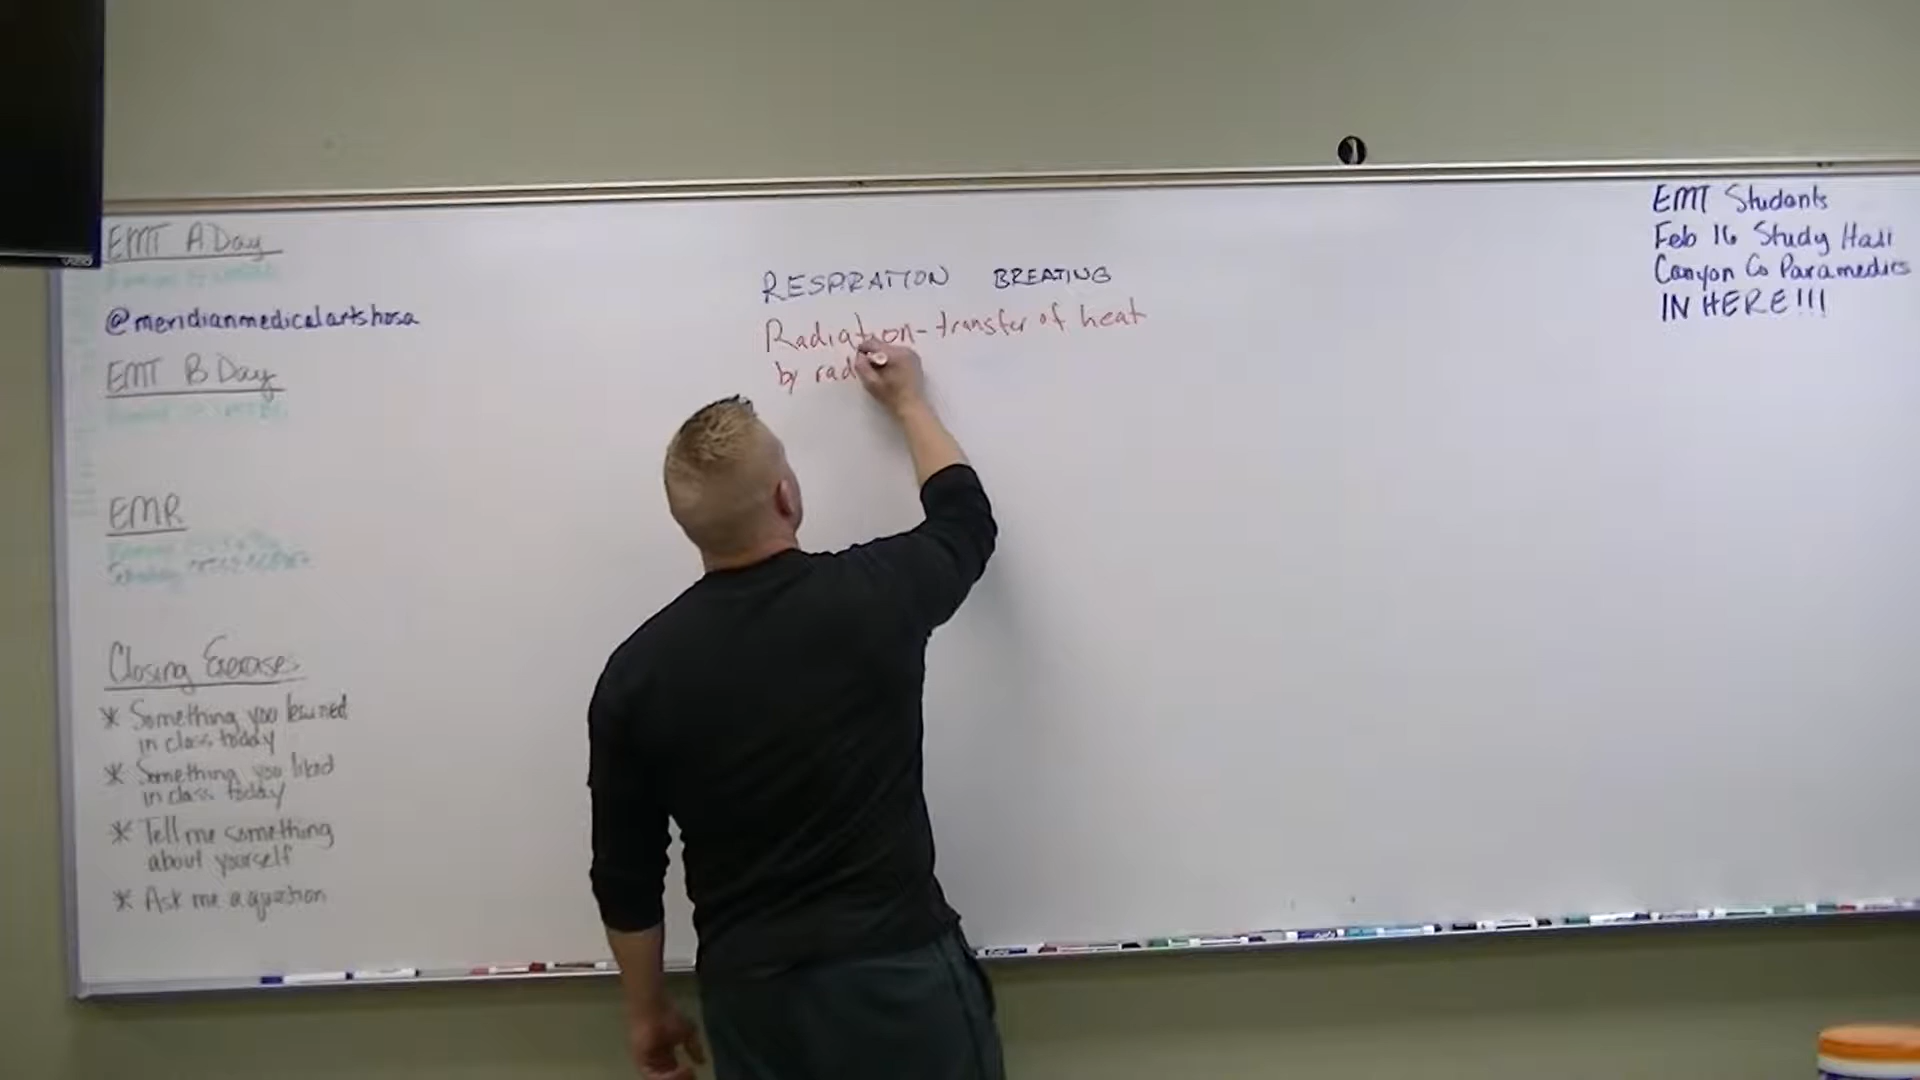 EMT A Day
@meridianmedicalartshosa
EMT B Day
EMR
Closing Exercises
* Something you learned
in class today
* Something you liked
in class today
* Tell me something
about yourself
* Ask me a question
RESPRATION BREATING
Radiation- transfer of heat
by rad
EMT Students
Feb 16 Study Hall
Canyon Co Paramedics
IN HERE!!!